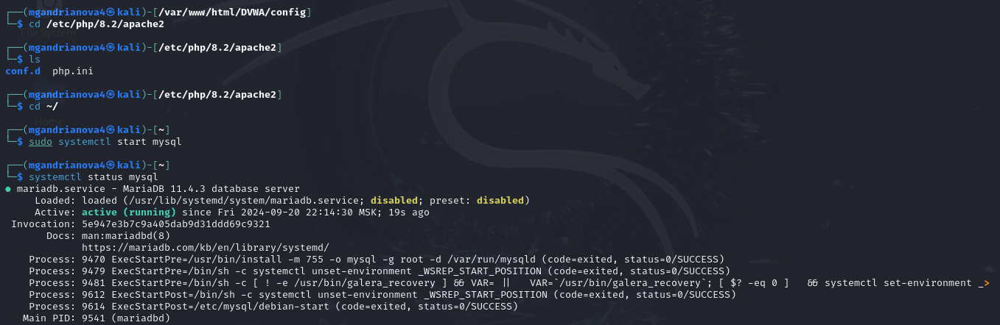 ┌──(mgandrianova4㉿kali)-[/var/www/html/DVWA/config]
└─$ cd /etc/php/8.2/apache2
File System
┌──(mgandrianova4㉿kali)-[/etc/php/8.2/apache2]
└─$ ls
conf.d  php.ini
┌──(mgandrianova4㉿kali)-[/etc/php/8.2/apache2]
└─$ cd ~/
Home
┌──(mgandrianova4㉿kali)-[~]
└─$ sudo systemctl start mysql
┌──(mgandrianova4㉿kali)-[~]
└─$ systemctl status mysql
● mariadb.service - MariaDB 11.4.3 database server
     Loaded: loaded (/usr/lib/systemd/system/mariadb.service; disabled; preset: disabled)
     Active: active (running) since Fri 2024-09-20 22:14:30 MSK; 19s ago
 Invocation: 5e947e3b7c9a405dab9d31ddd69c9321
       Docs: man:mariadbd(8)
             https://mariadb.com/kb/en/library/systemd/
    Process: 9470 ExecStartPre=/usr/bin/install -m 755 -o mysql -g root -d /var/run/mysqld (code=exited, status=0/SUCCESS)
    Process: 9479 ExecStartPre=/bin/sh -c systemctl unset-environment _WSREP_START_POSITION (code=exited, status=0/SUCCESS)
    Process: 9481 ExecStartPre=/bin/sh -c [ ! -e /usr/bin/galera_recovery ] && VAR= ||   VAR=`/usr/bin/galera_recovery`; [ $? -eq 0 ]   && systemctl set-environment _>
    Process: 9612 ExecStartPost=/bin/sh -c systemctl unset-environment _WSREP_START_POSITION (code=exited, status=0/SUCCESS)
    Process: 9614 ExecStartPost=/etc/mysql/debian-start (code=exited, status=0/SUCCESS)
   Main PID: 9541 (mariadbd)